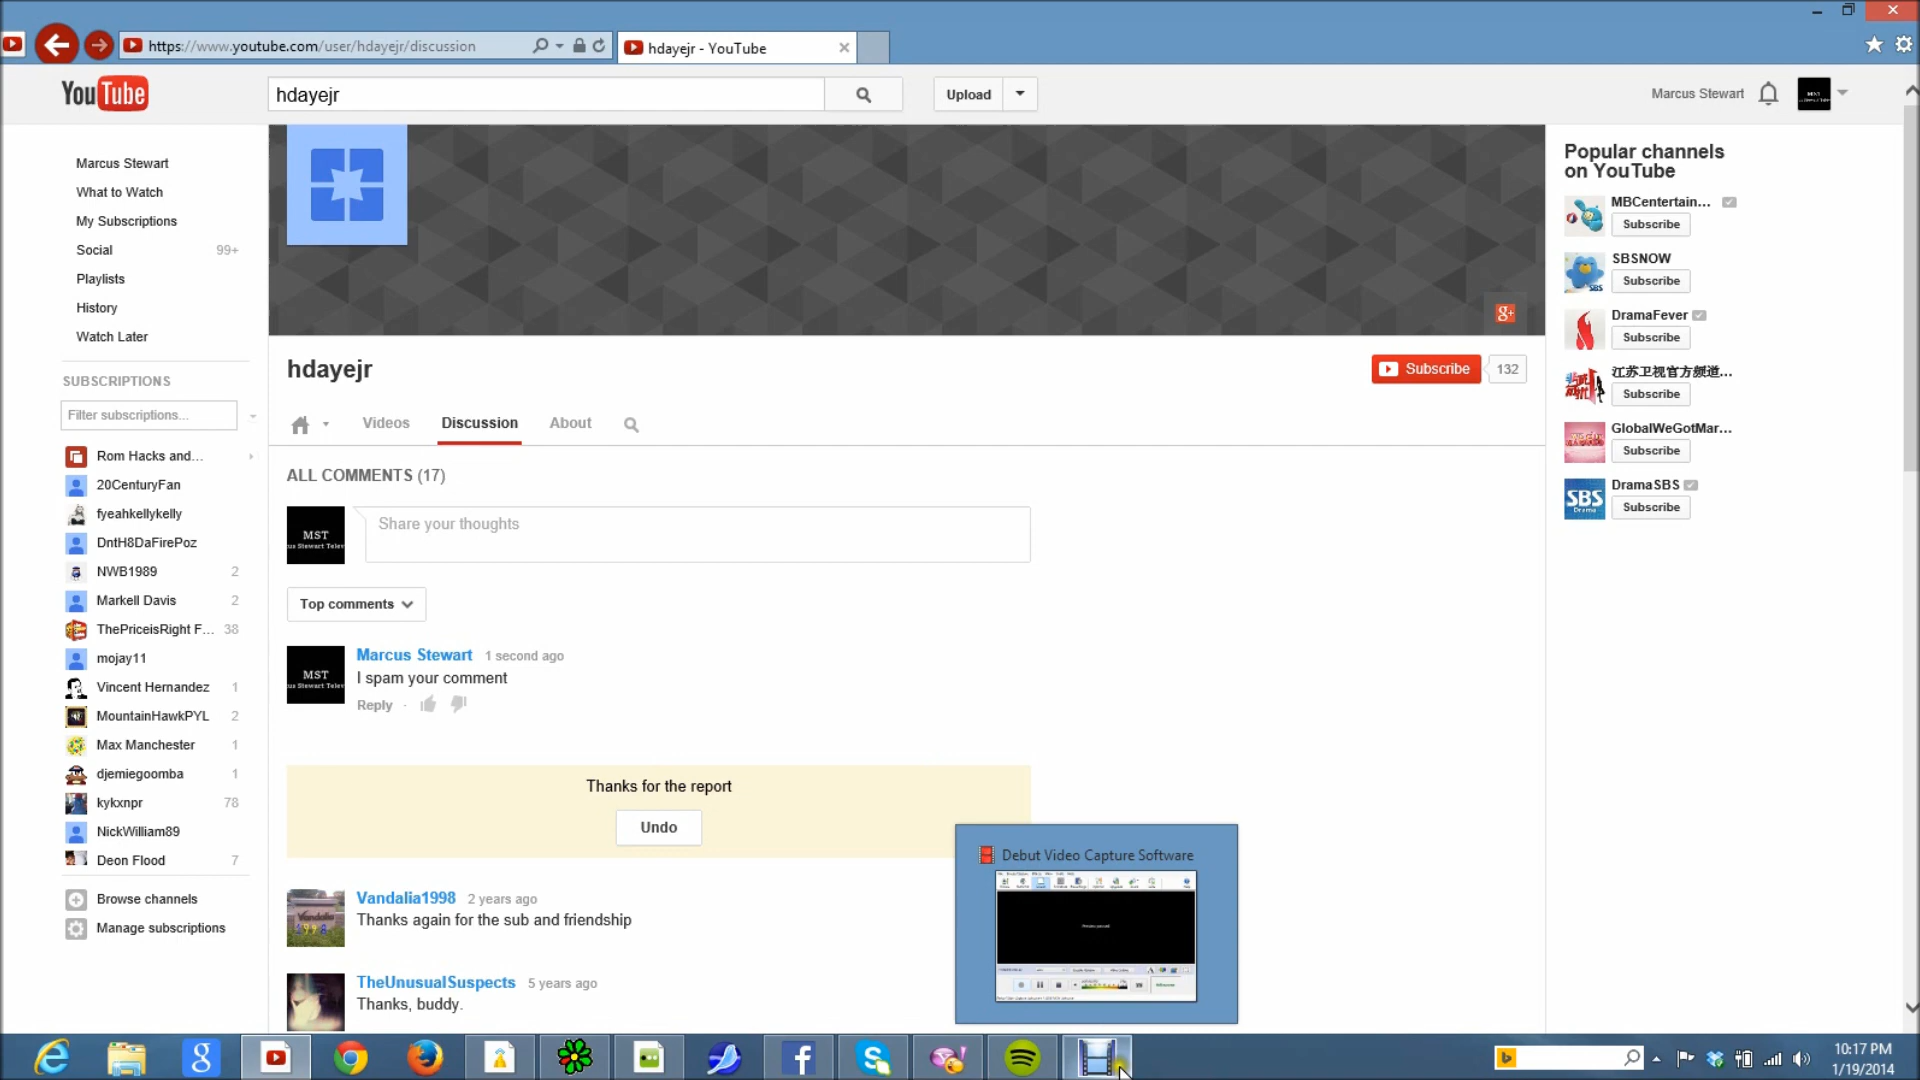 https://www.youtube.com/user/hdayejr/discussion
hdayejr - YouTube
YouTube
hdayejr
Upload
Marcus Stewart
Marcus Stewart
What to Watch
My Subscriptions
Social 99+
Playlists
History
Watch Later
SUBSCRIPTIONS
Filter subscriptions...
Rom Hacks and...
20CenturyFan
fyeahkellykelly
DntH8DaFirePoz
NWB1989 2
Markell Davis 2
ThePriceisRight F... 38
mojay11
Vincent Hernandez 1
MountainHawkPYL 2
Max Manchester 1
djemiegoomba 1
kykxnpr 78
NickWilliam89
Deon Flood 7
Browse channels
Manage subscriptions
g+
hdayejr
Subscribe 132
Videos
Discussion
About
ALL COMMENTS (17)
MST
Share your thoughts
Top comments
MST
Marcus Stewart 1 second ago
I spam your comment
Reply
Thanks for the report
Undo
Vandalia1998 2 years ago
Thanks again for the sub and friendship
TheUnusualSuspects 5 years ago
Thanks, buddy.
Debut Video Capture Software
Popular channels
on YouTube
MBCentertain...
Subscribe
SBSNOW
Subscribe
DramaFever
Subscribe
江苏卫视官方频道...
Subscribe
GlobalWeGotMar...
Subscribe
SBS
DramaSBS
Subscribe
10:17 PM
1/19/2014